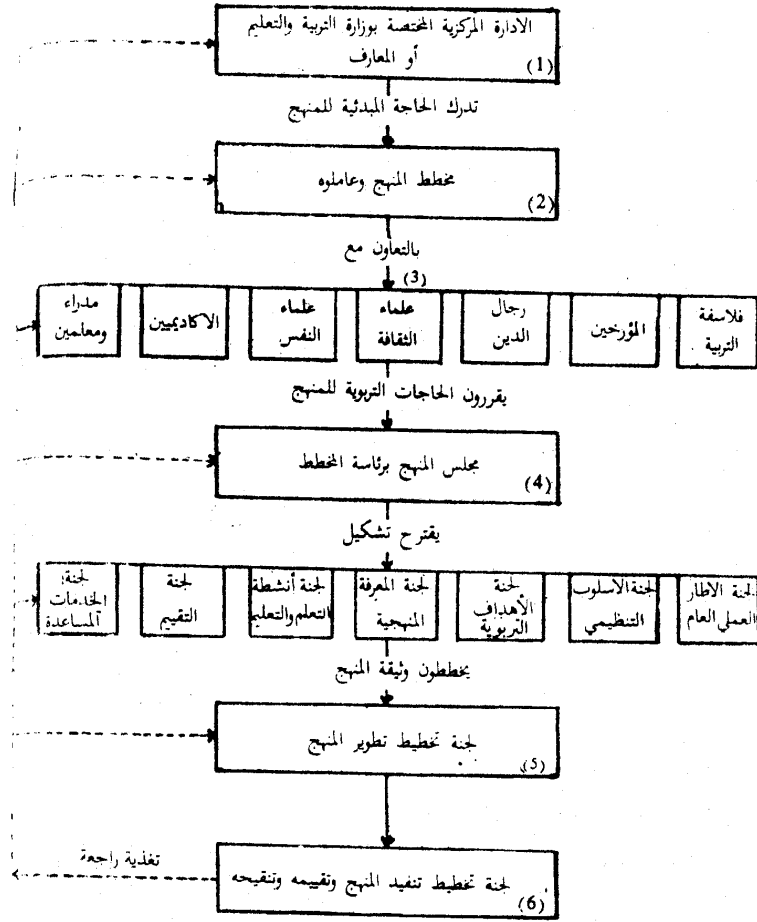 الادارة المركزية المختصة بوزارة التربية والتعليم
أو المعارف
(1)
تدرك الحاجة المبدئية للمنهج
مخطط المنهج وعاملوه
(2)
بالتعاون مع
(3)
فلاسفة
التربية
المؤرخين
رجال
الدين
علماء
الثقافة
علماء
النفس
الاكاديميين
مدراء
ومعلمين
يقررون الحاجات التربوية للمنهج
مجلس المنهج برئاسة المخطط
(4)
يقترح تشكيل
لجنة الاطار
العملي العام
لجنة الاسلوب
التنظيمي
لجنة
الأهداف
التربوية
لجنة المعرفة
المنهجية
لجنة أنشطة
التعلم والتعليم
لجنة
التقييم
لجنة
الخدمات
المساعدة
يخططون وثيقة المنهج
لجنة تخطيط تطوير المنهج
(5)
لجنة تخطيط تنفيد المنهج وتقييمه وتنقيحه
(6)
تغذية راجعة